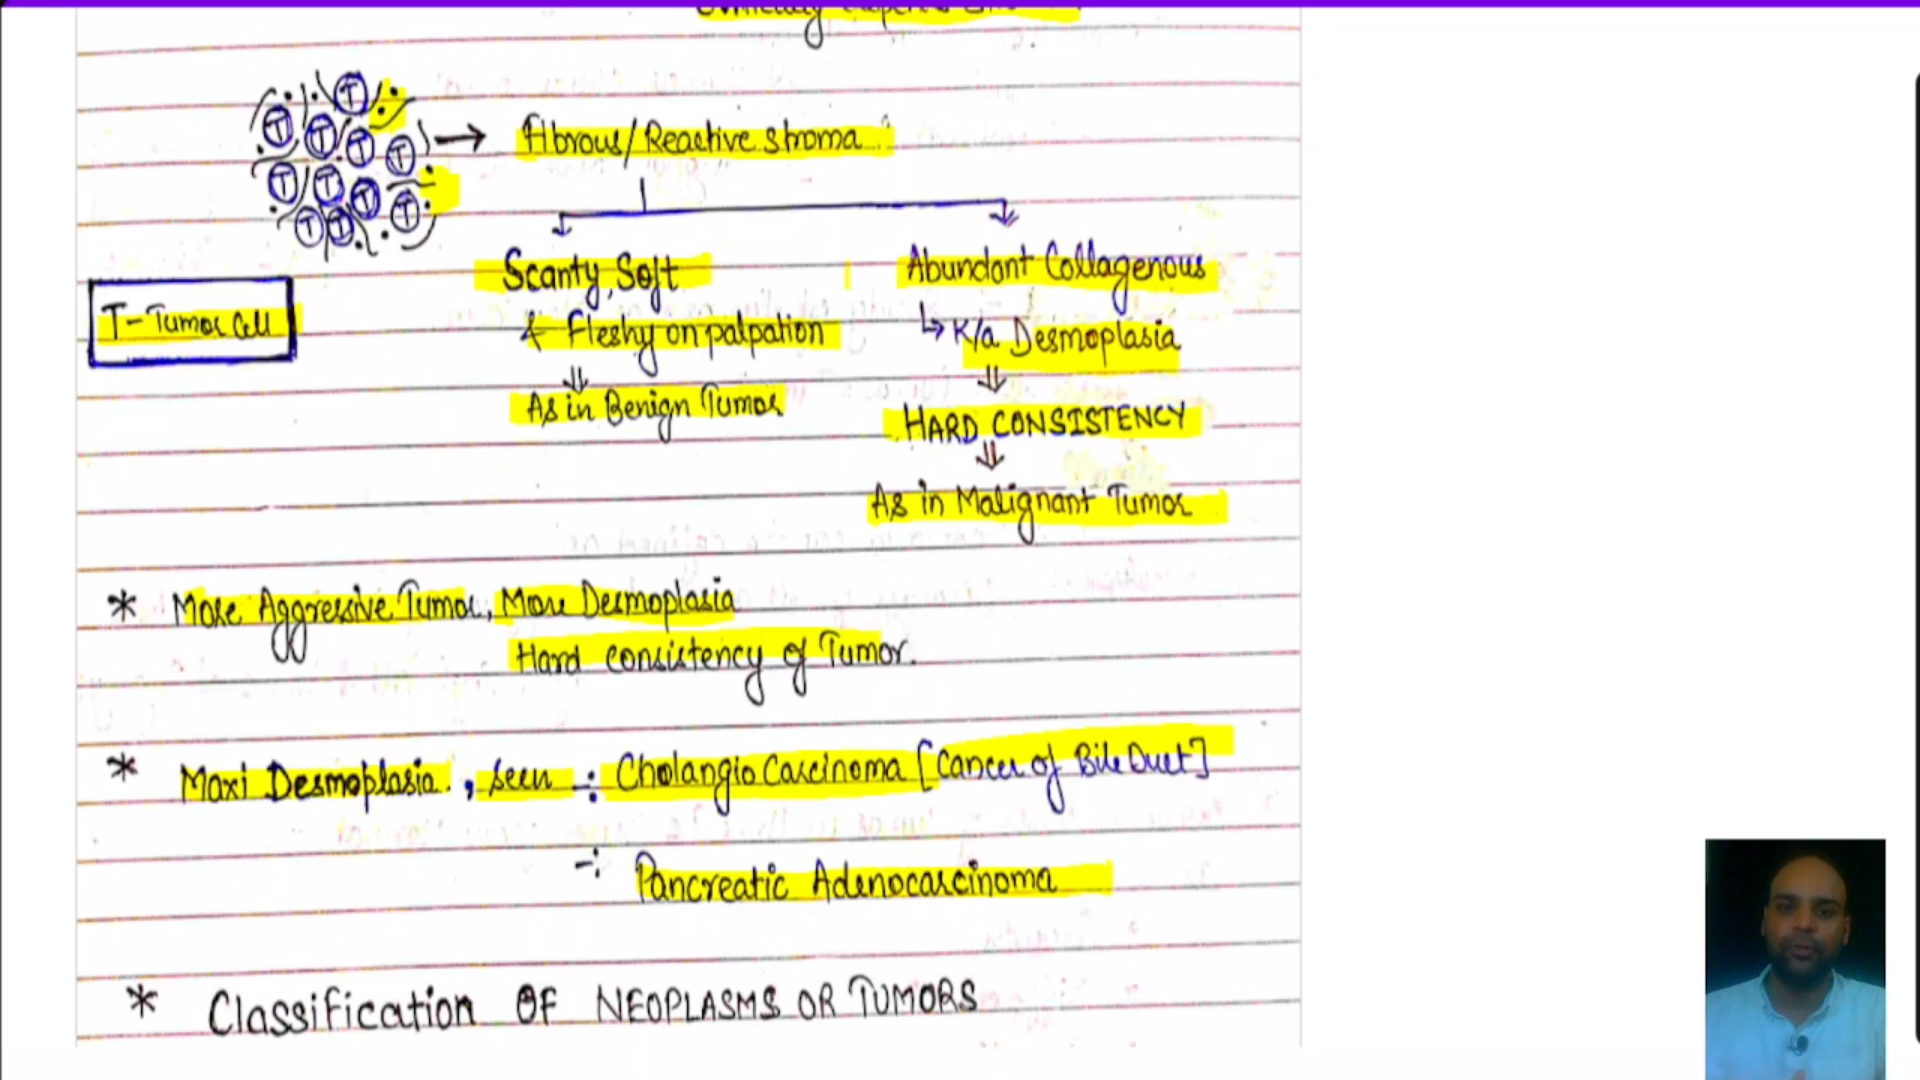 T T T T T T T T T T T
→ Fibrous/Reactive stroma
Scanty, Soft
& Fleshy on palpation
⇓
As in Benign Tumor
Abundant Collagenous
↳ K/a Desmoplasia
⇓
HARD CONSISTENCY
⇓
As in Malignant Tumor
T - Tumor Cell
* More Aggressive Tumor, More Desmoplasia
Hard consistency of Tumor.
* Maxi Desmoplasia, seen -: Cholangio Carcinoma [Cancer of Bile Duct]
-: Pancreatic Adenocarcinoma
* Classification OF NEOPLASMS OR TUMORS